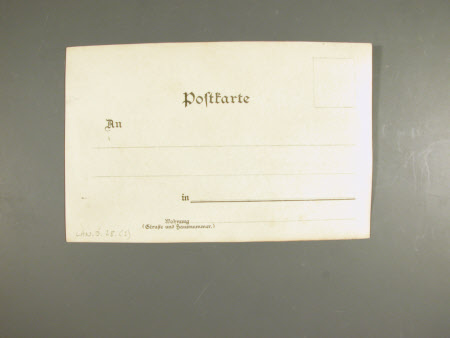 Postkarte
An
in
Wohnung
(Straße und Hausnummer.)